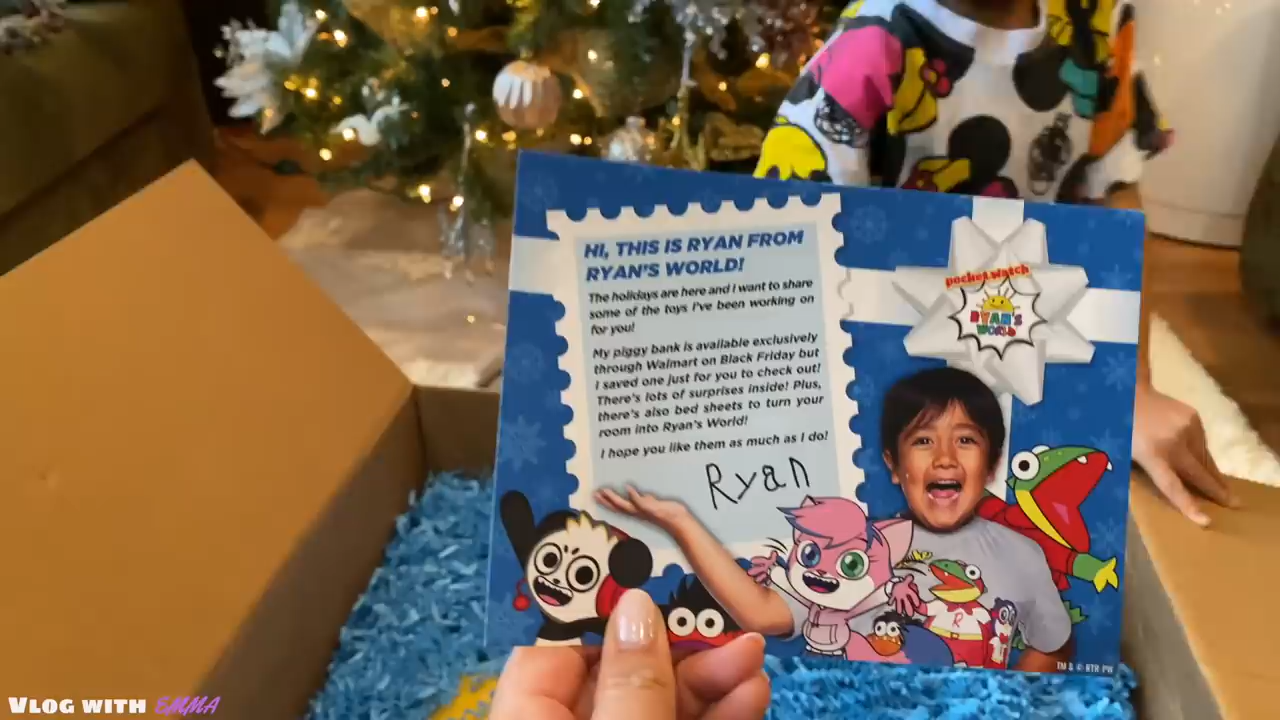 HI, THIS IS RYAN FROM
RYAN'S WORLD!
The holidays are here and I want to share
some of the toys I've been working on
for you!
My piggy bank is available exclusively
through Walmart on Black Friday but
I saved one just for you to check out!
There's lots of surprises inside! Plus,
there's also bed sheets to turn your
room into Ryan's World!
I hope you like them as much as I do!
Ryan
pocket.watch
RYAN'S
WORLD
R
TM & © RTR PW
VLOG WITH EMMA